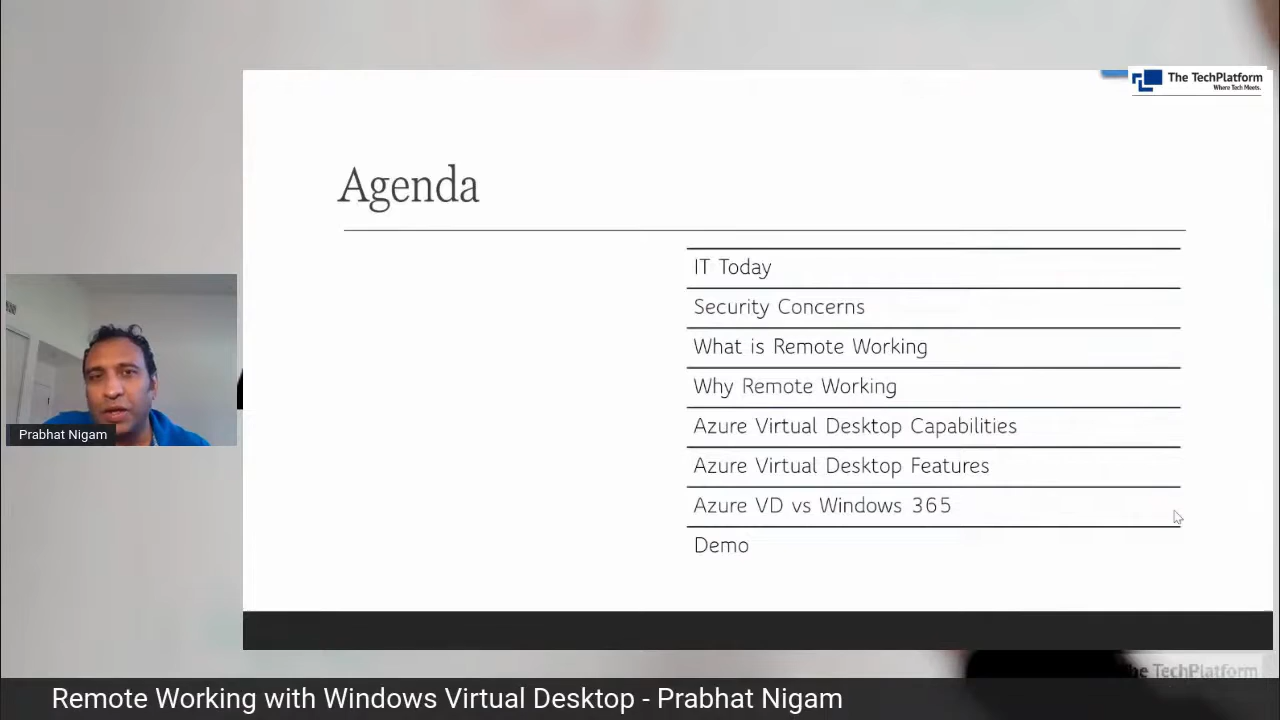 The TechPlatform
Where Tech Meets.
Agenda
IT Today
Security Concerns
What is Remote Working
Why Remote Working
Azure Virtual Desktop Capabilities
Azure Virtual Desktop Features
Azure VD vs Windows 365
Demo
Prabhat Nigam
he TechPlatform
Remote Working with Windows Virtual Desktop - Prabhat Nigam